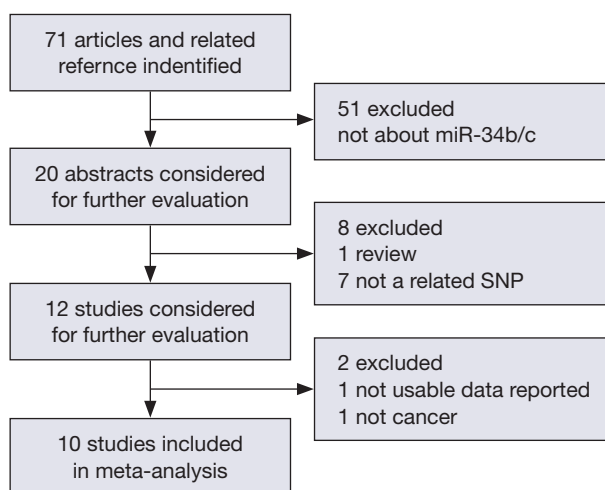 71 articles and related
refernce indentified
51 excluded
not about miR-34b/c
20 abstracts considered
for further evaluation
8 excluded
1 review
7 not a related SNP
12 studies considered
for further evaluation
2 excluded
1 not usable data reported
1 not cancer
10 studies included
in meta-analysis